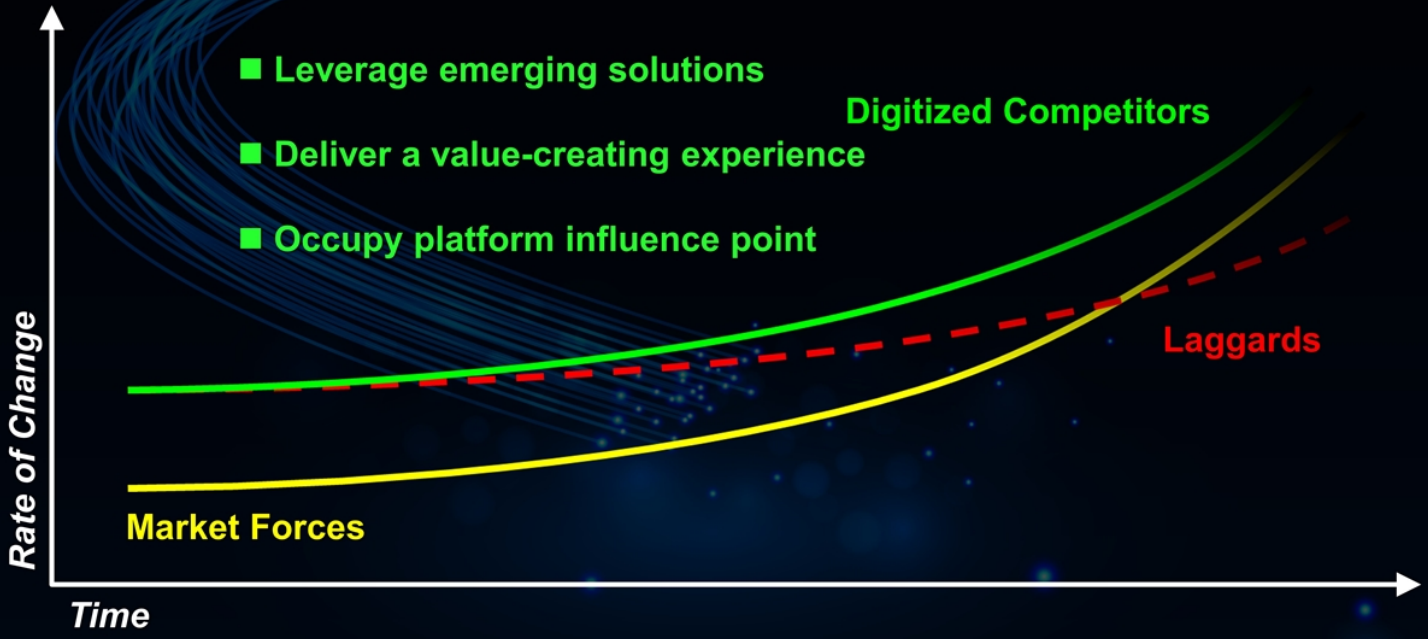 Leverage emerging solutions
Digitized Competitors
Deliver a value-creating experience
Occupy platform influence point
Rate of Change
Laggards
Market Forces
Time